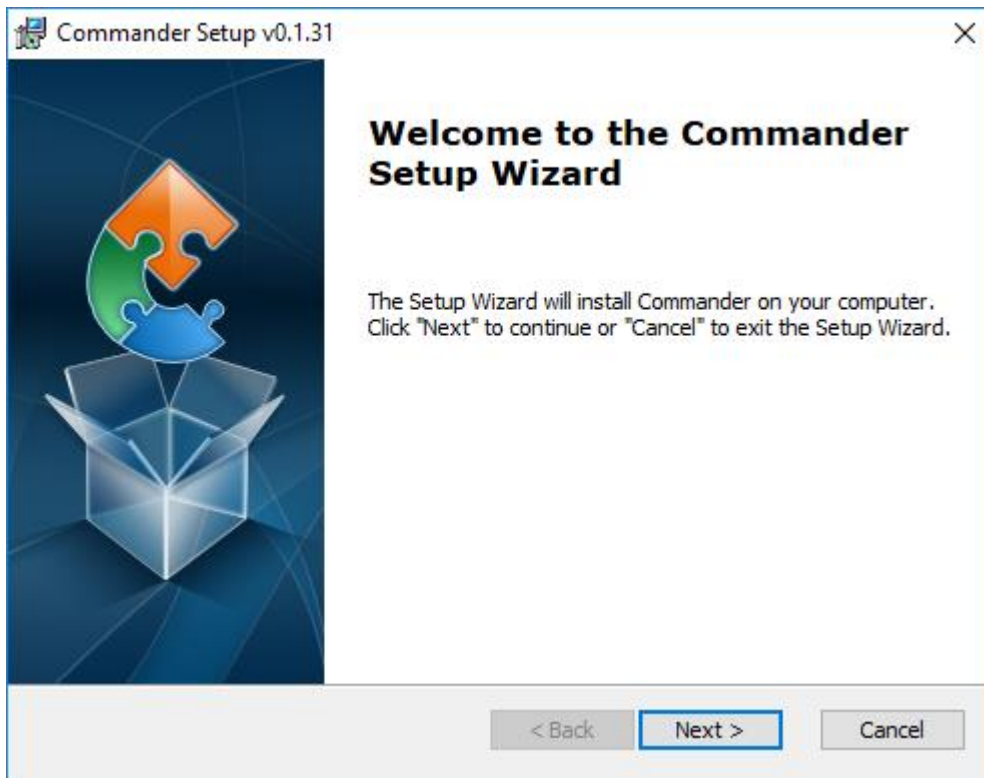 Commander Setup v0.1.31
Welcome to the Commander
Setup Wizard
The Setup Wizard will install Commander on your computer.
Click "Next" to continue or "Cancel" to exit the Setup Wizard.
< Back
Next >
Cancel